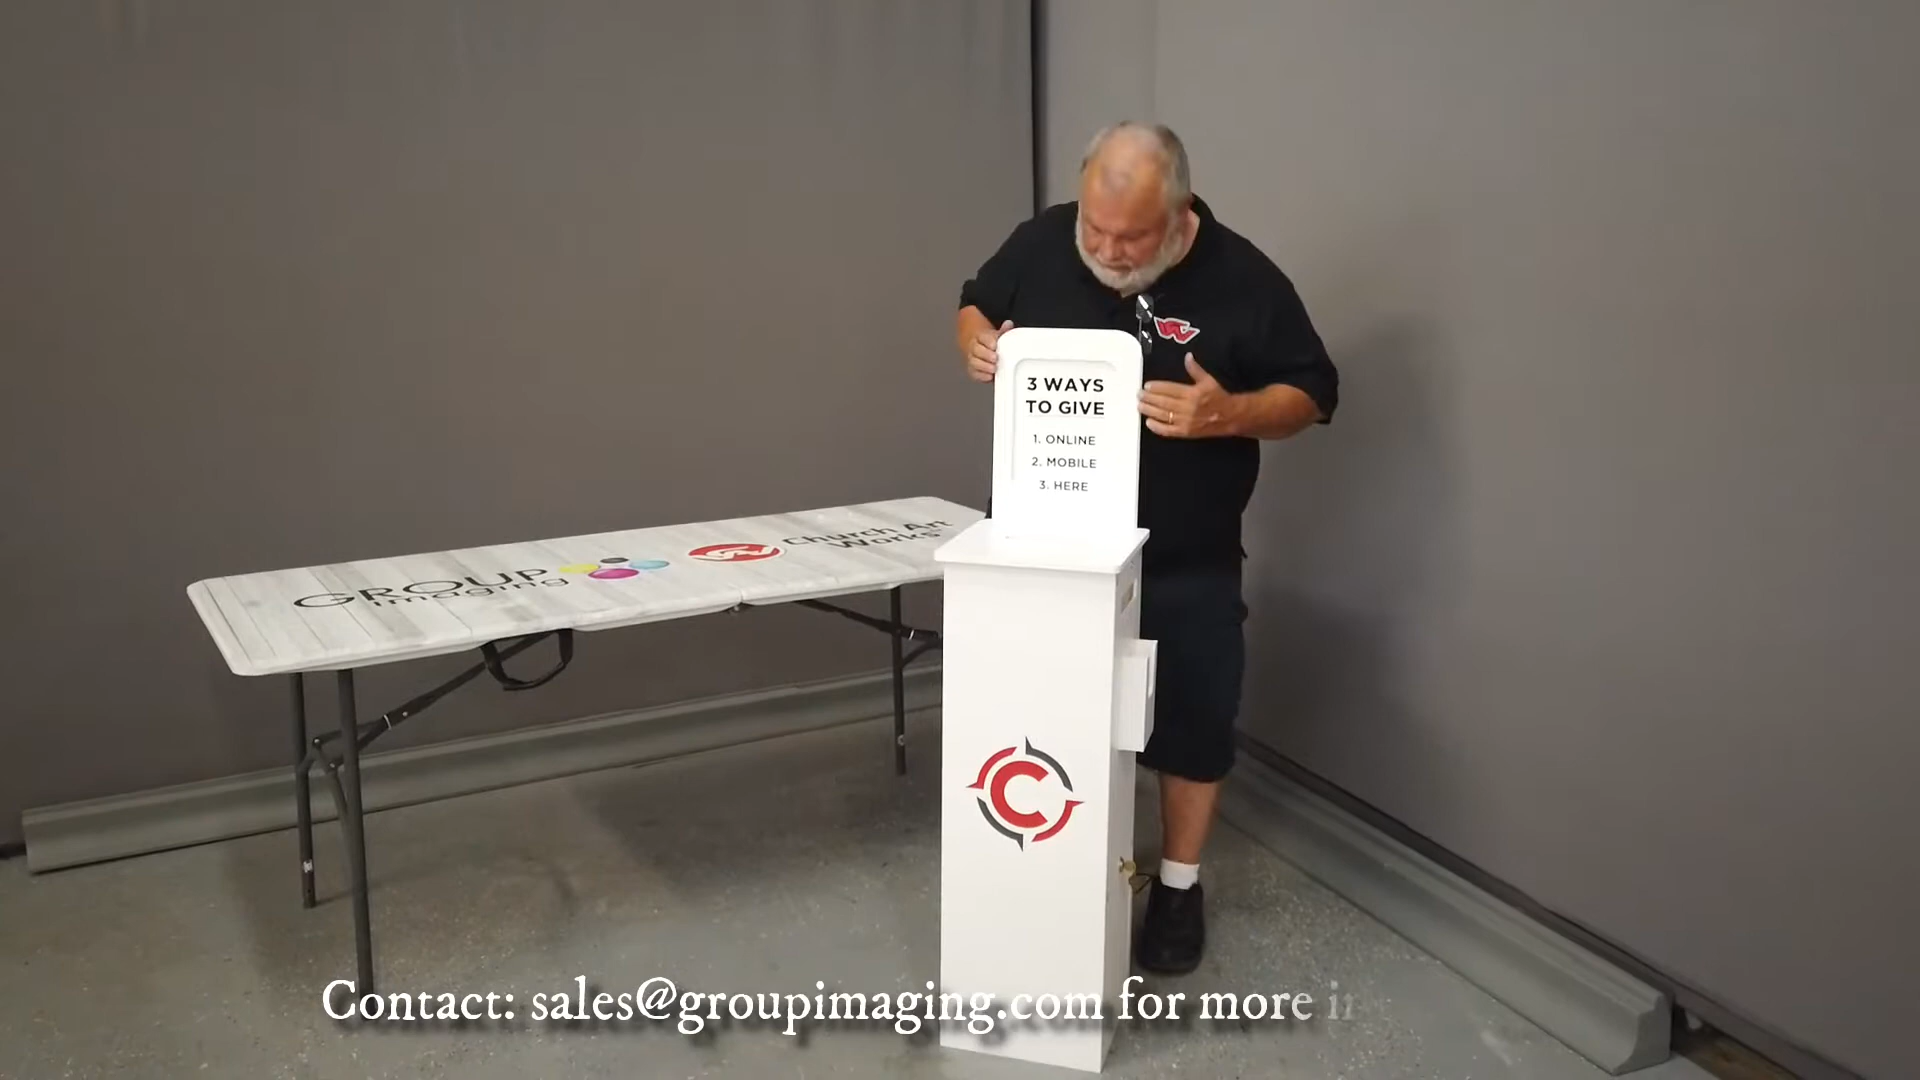 3 WAYS
TO GIVE
1. ONLINE
2. MOBILE
3. HERE
GROUP
imaging
Church Art
Works
C
Contact: sales@groupimaging.com for more in